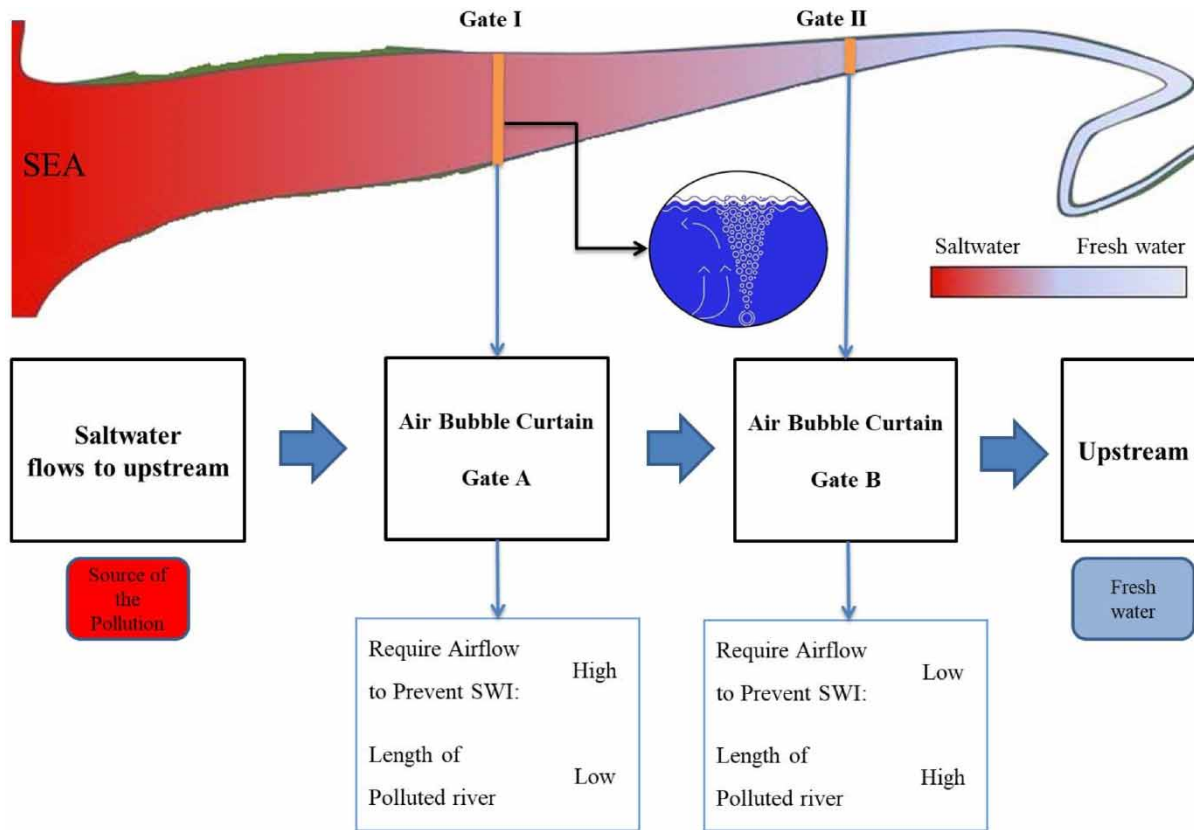 Gate I
Gate II
SEA
Saltwater Fresh water
Saltwater
flows to upstream
Air Bubble Curtain
Gate A
Air Bubble Curtain
Gate B
Upstream
Source of
the
Pollution
Fresh
water
Require Airflow
to Prevent SWI:
High
Length of
Polluted river
Low
Require Airflow
to Prevent SWI:
Low
Length of
Polluted river
High